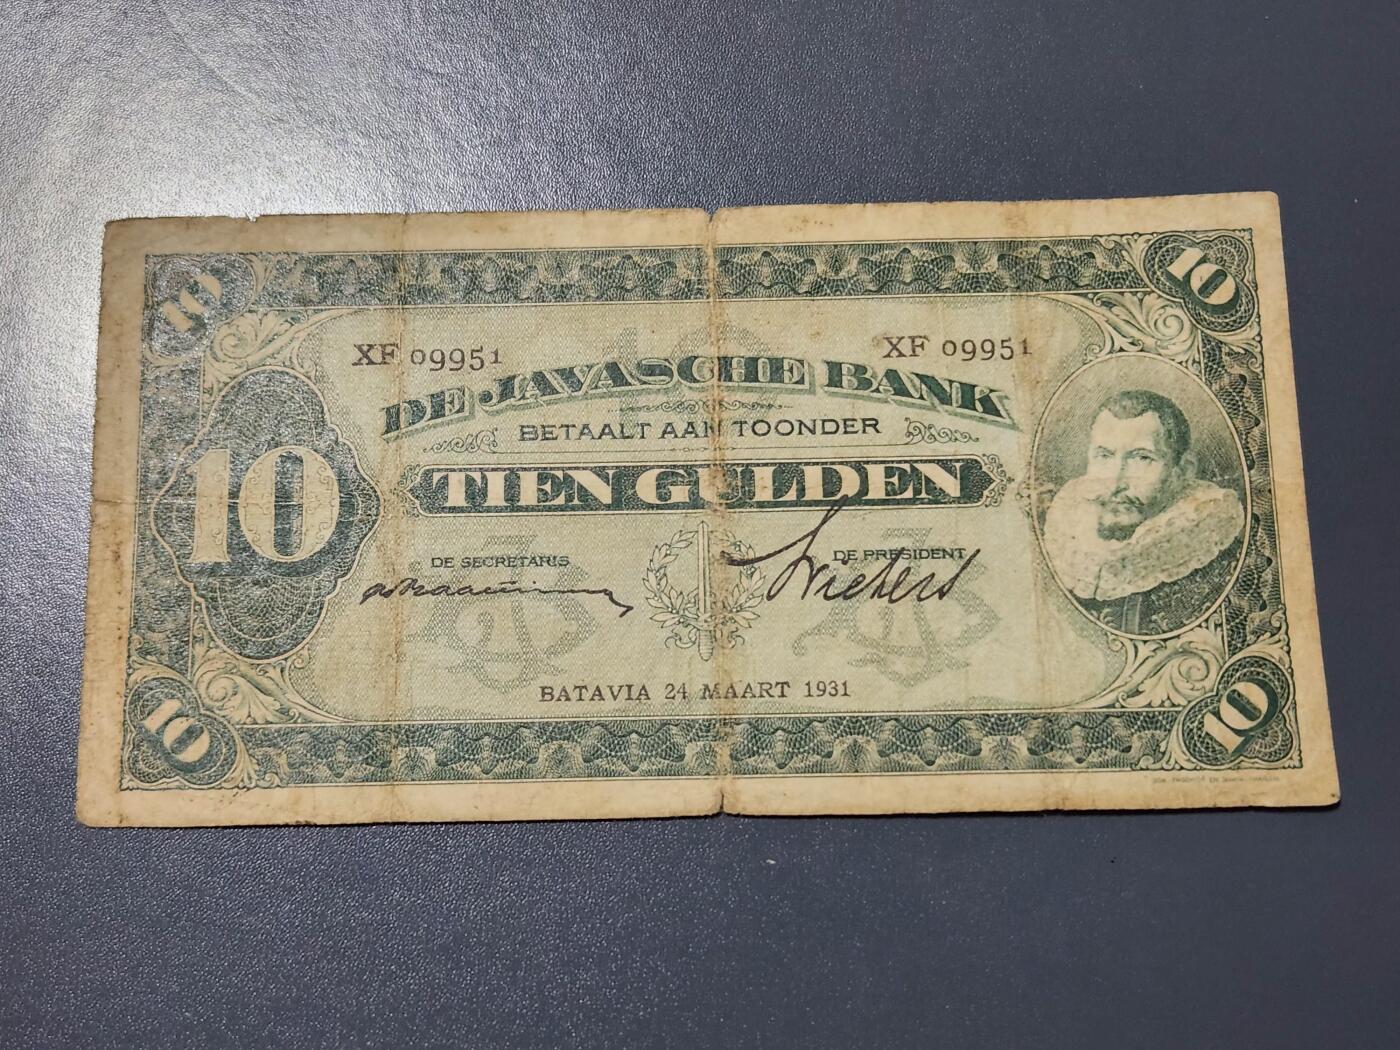 10
10
XF 09951
XF 09951
DE JAVASCHE BANK
BETAALT AAN TOONDER
10
TIEN GULDEN
DE SECRETARIS
DE PRESIDENT
BATAVIA 24 MAART 1931
10
10